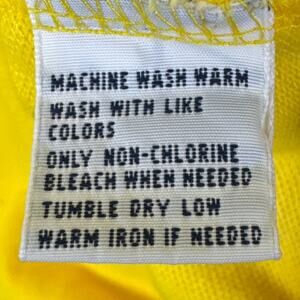 MACHINE WASH WARM
WASH WITH LIKE
COLORS
ONLY NON-CHLORINE
BLEACH WHEN NEEDED
TUMBLE DRY LOW
WARM IRON IF NEEDED